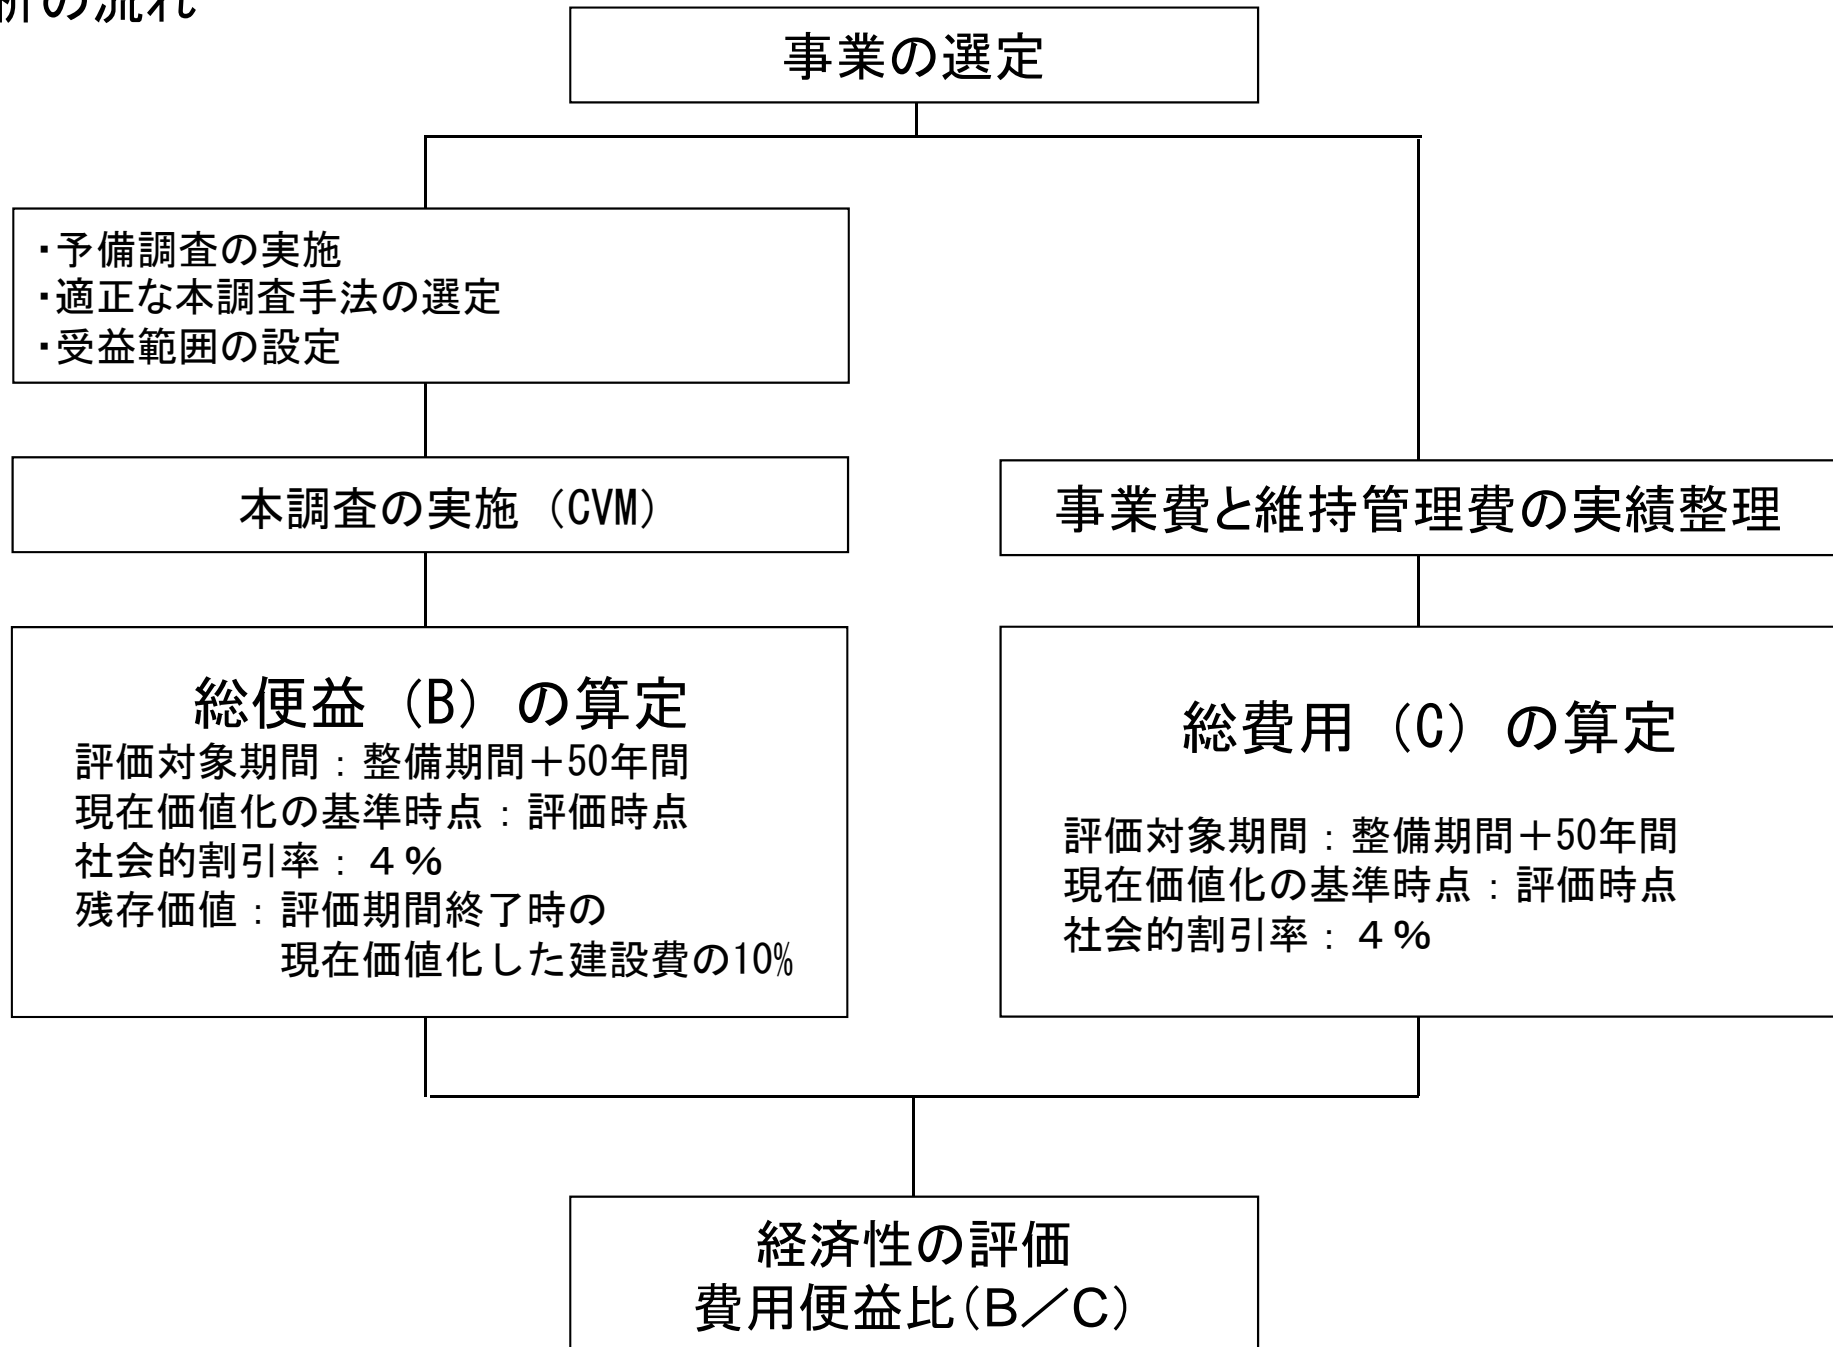 析の流れ
事業の選定
・予備調査の実施
・適正な本調査手法の選定
・受益範囲の設定
本調査の実施（CVM）
事業費と維持管理費の実績整理
総便益（B）の算定
評価対象期間：整備期間＋50年間
現在価値化の基準時点：評価時点
社会的割引率：４％
残存価値：評価期間終了時の
現在価値化した建設費の10%
総費用（C）の算定
評価対象期間：整備期間＋50年間
現在価値化の基準時点：評価時点
社会的割引率：４％
経済性の評価
費用便益比（B／C）